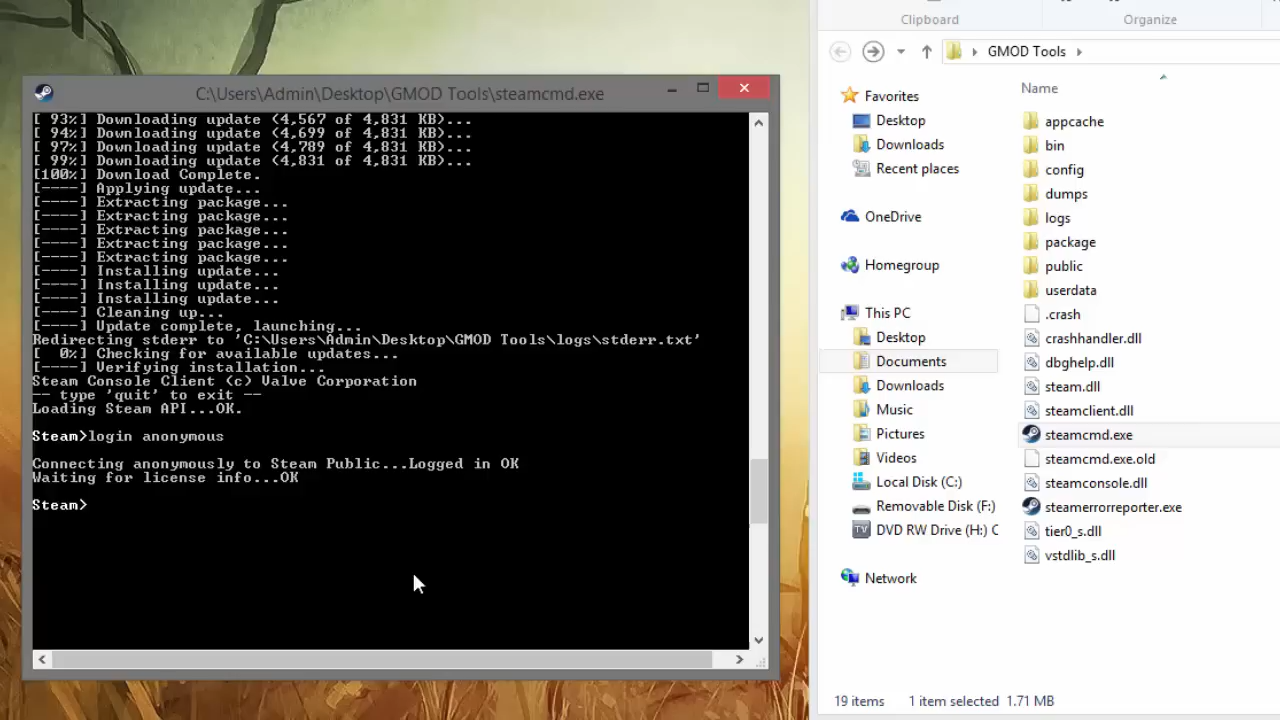 C:\Users\Admin\Desktop\GMOD Tools\steamcmd.exe
[ 93%] Downloading update (4,567 of 4,831 KB)...
[ 94%] Downloading update (4,699 of 4,831 KB)...
[ 97%] Downloading update (4,789 of 4,831 KB)...
[ 99%] Downloading update (4,831 of 4,831 KB)...
[100%] Download Complete.
[----] Applying update...
[----] Extracting package...
[----] Extracting package...
[----] Extracting package...
[----] Extracting package...
[----] Extracting package...
[----] Installing update...
[----] Installing update...
[----] Installing update...
[----] Cleaning up...
[----] Update complete, launching...
Redirecting stderr to 'C:\Users\Admin\Desktop\GMOD Tools\logs\stderr.txt'
[  0%] Checking for available updates...
[----] Verifying installation...
Steam Console Client (c) Valve Corporation
-- type 'quit' to exit --
Loading Steam API...OK.
Steam>login anonymous
Connecting anonymously to Steam Public...Logged in OK
Waiting for license info...OK
Steam>
Clipboard
Organize
GMOD Tools
Favorites
Desktop
Downloads
Recent places
OneDrive
Homegroup
This PC
Desktop
Documents
Downloads
Music
Pictures
Videos
Local Disk (C:)
Removable Disk (F:)
DVD RW Drive (H:) C
Network
Name
appcache
bin
config
dumps
logs
package
public
userdata
.crash
crashhandler.dll
dbghelp.dll
steam.dll
steamclient.dll
steamcmd.exe
steamcmd.exe.old
steamconsole.dll
steamerrorreporter.exe
tier0_s.dll
vstdlib_s.dll
19 items
1 item selected 1.71 MB